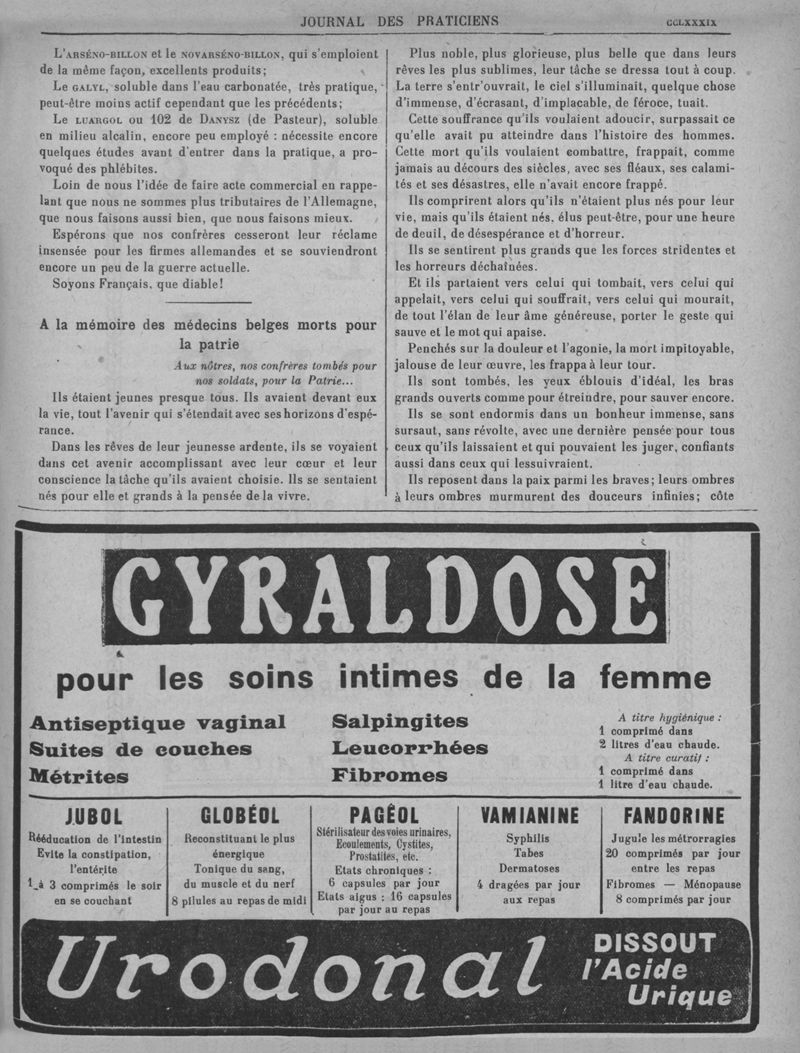 JOURNAL DES PRATICIENS
CCLXXXIX
L'ARSÉNO-BILLON et le NOVARSÉNO-BILLON, qui s'emploient
de la même façon, excellents produits;
Le GALYL, soluble dans l'eau carbonatée, très pratique,
peut-être moins actif cependant que les précédents;
Le LUARGOL OU 102 de DANYSZ (de Pasteur), soluble
en milieu alcalin, encore peu employé : nécessite encore
quelques études avant d'entrer dans la pratique, a pro-
voqué des phlébites.
Loin de nous l'idée de faire acte commercial en rappe-
lant que nous ne sommes plus tributaires de l'Allemagne,
que nous faisons aussi bien, que nous faisons mieux.
Espérons que nos confrères cesseront leur réclame
insensée pour les firmes allemandes et se souviendront
encore un peu de la guerre actuelle.
Soyons Français, que diable!
A la mémoire des médecins belges morts pour
la patrie
Aux nôtres, nos confrères tombés pour
nos soldats, pour la Patrie...
Ils étaient jeunes presque tous. Ils avaient devant eux
la vie, tout l'avenir qui s'étendait avec ses horizons d'espé-
rance.
Dans les rêves de leur jeunesse ardente, ils se voyaient
dans cet avenir accomplissant avec leur cœur et leur
conscience la tâche qu'ils avaient choisie. Ils se sentaient
nés pour elle et grands à la pensée de la vivre.
Plus noble, plus glorieuse, plus belle que dans leurs
rêves les plus sublimes, leur tâche se dressa tout à coup.
La terre s'entr'ouvrait, le ciel s'illuminait, quelque chose
d'immense, d'écrasant, d'implacable, de féroce, tuait.
Cette souffrance qu'ils voulaient adoucir, surpassait ce
qu'elle avait pu atteindre dans l'histoire des hommes.
Cette mort qu'ils voulaient combattre, frappait, comme
jamais au décours des siècles, avec ses fléaux, ses calami-
tés et ses désastres, elle n'avait encore frappé.
Ils comprirent alors qu'ils n'étaient plus nés pour leur
vie, mais qu'ils étaient nés, élus peut-être, pour une heure
de deuil, de désespérance et d'horreur.
Ils se sentirent plus grands que les forces stridentes et
les horreurs déchaînées.
Et ils partaient vers celui qui tombait, vers celui qui
appelait, vers celui qui souffrait, vers celui qui mourait,
de tout l'élan de leur âme généreuse, porter le geste qui
sauve et le mot qui apaise.
Penchés sur la douleur et l'agonie, la mort impitoyable,
jalouse de leur œuvre, les frappa à leur tour.
Ils sont tombés, les yeux éblouis d'idéal, les bras
grands ouverts comme pour étreindre, pour sauver encore.
Ils se sont endormis dans un bonheur immense, sans
sursaut, sans révolte, avec une dernière pensée pour tous
ceux qu'ils laissaient et qui pouvaient les juger, confiants
aussi dans ceux qui lessuivraient.
Ils reposent dans la paix parmi les braves; leurs ombres
à leurs ombres murmurent des douceurs infinies; côte
GYRALDOSE
pour les soins intimes de la femme
Antiseptique vaginal
Suites de couches
Métrites
Salpingites
Leucorrhées
Fibromes
A titre hygiénique :
1 comprimé dans
2 litres d'eau chaude.
A titre curatif :
1 comprimé dans
1 litre d'eau chaude.
JUBOL
Rééducation de l'intestin
Evite la constipation,
l'entérite
1 à 3 comprimés le soir
en se couchant
GLOBÉOL
Reconstituant le plus
énergique
Tonique du sang,
du muscle et du nerf
8 pilules au repas de midi
PAGÉOL
Stérilisateur des voies urinaires,
Ecoulements, Cystites,
Prostatites, etc.
Etats chroniques :
6 capsules par jour
Etats aigus : 16 capsules
par jour au repas
VAMIANINE
Syphilis
Tabes
Dermatoses
4 dragées par jour
aux repas
FANDORINE
Jugule les métrorragies
20 comprimés par jour
entre les repas
Fibromes — Ménopause
8 comprimés par jour
Urodonal
DISSOUT
l'Acide
Urique